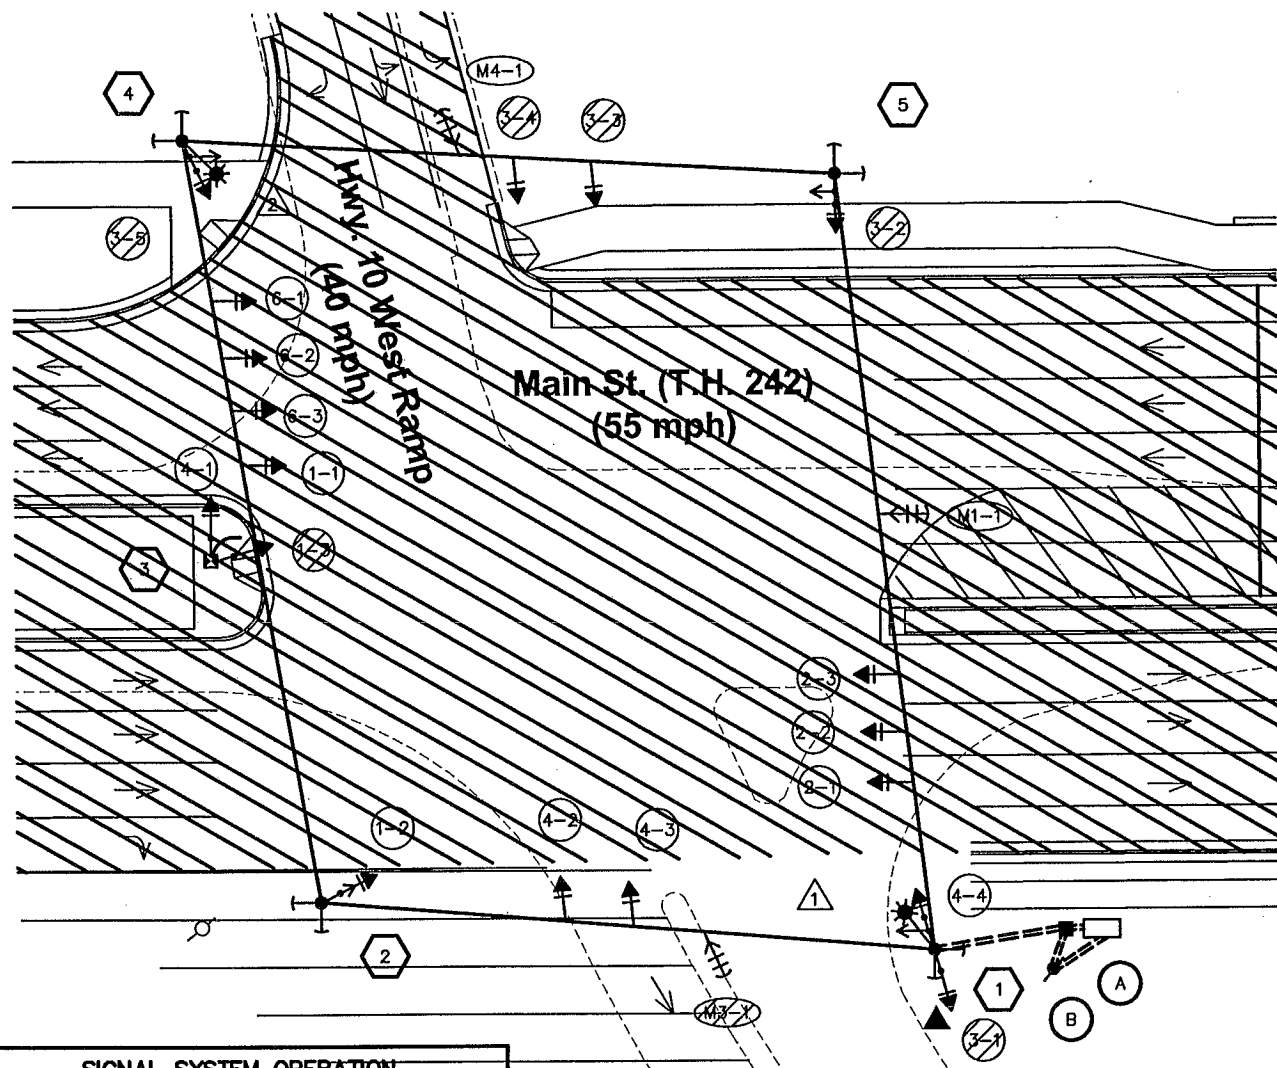 4
M4-1
3-4
3-3
5
3-5
2
3-2
6-1
6-2
6-3
Hwy. 10 West Ramp
(40 mph)
Main St. (T.H. 242)
(55 mph)
4-1
1-1
1-3
3
M1-1
2-3
2-2
2-1
1-2
4-2
4-3
1
4-4
2
1
A
B
M3-1
3-1
SIGNAL SYSTEM OPERATION